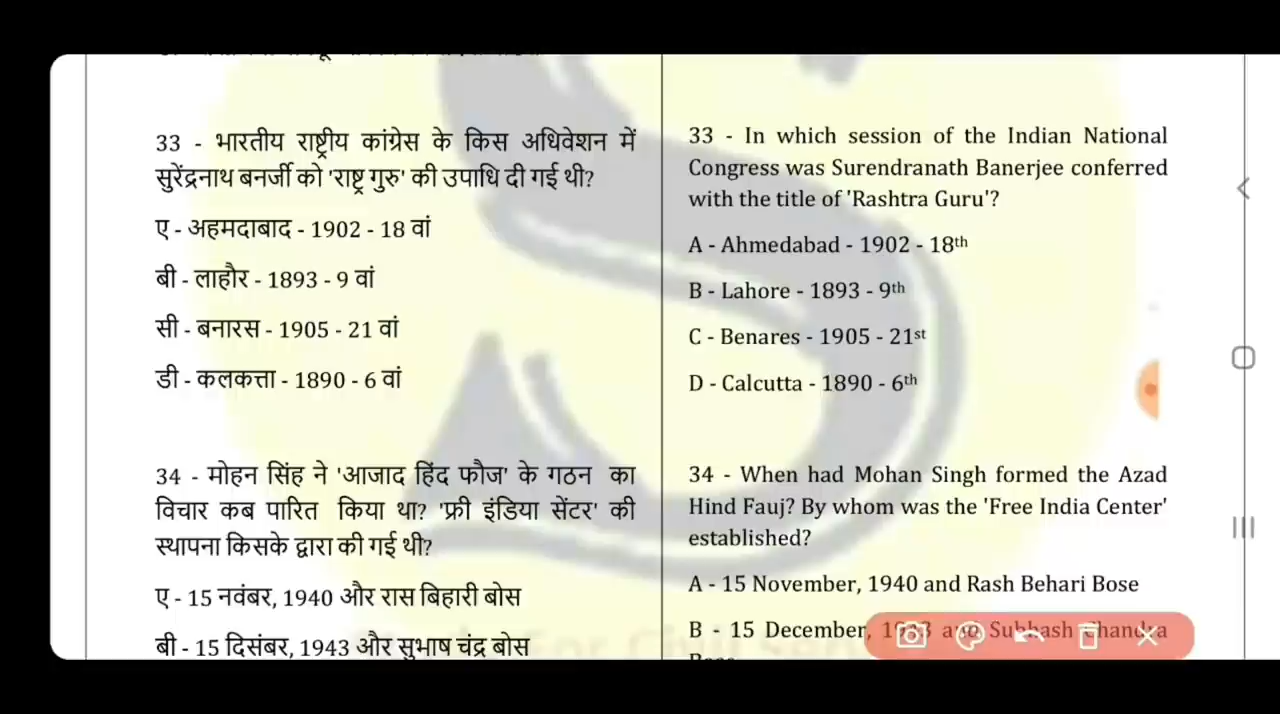 33 - भारतीय राष्ट्रीय कांग्रेस के किस अधिवेशन में
सुरेंद्रनाथ बनर्जी को 'राष्ट्र गुरु' की उपाधि दी गई थी?
ए - अहमदाबाद - 1902 - 18 वां
बी - लाहौर - 1893 - 9 वां
सी - बनारस - 1905 - 21 वां
डी - कलकत्ता - 1890 - 6 वां
34 - मोहन सिंह ने 'आजाद हिंद फौज' के गठन का
विचार कब पारित किया था? 'फ्री इंडिया सेंटर' की
स्थापना किसके द्वारा की गई थी?
ए - 15 नवंबर, 1940 और रास बिहारी बोस
बी - 15 दिसंबर, 1943 और सुभाष चंद्र बोस
33 - In which session of the Indian National
Congress was Surendranath Banerjee conferred
with the title of 'Rashtra Guru'?
A - Ahmedabad - 1902 - 18th
B - Lahore - 1893 - 9th
C - Benares - 1905 - 21st
D - Calcutta - 1890 - 6th
34 - When had Mohan Singh formed the Azad
Hind Fauj? By whom was the 'Free India Center'
established?
A - 15 November, 1940 and Rash Behari Bose
B - 15 December, 1943 and Subhash Chandra